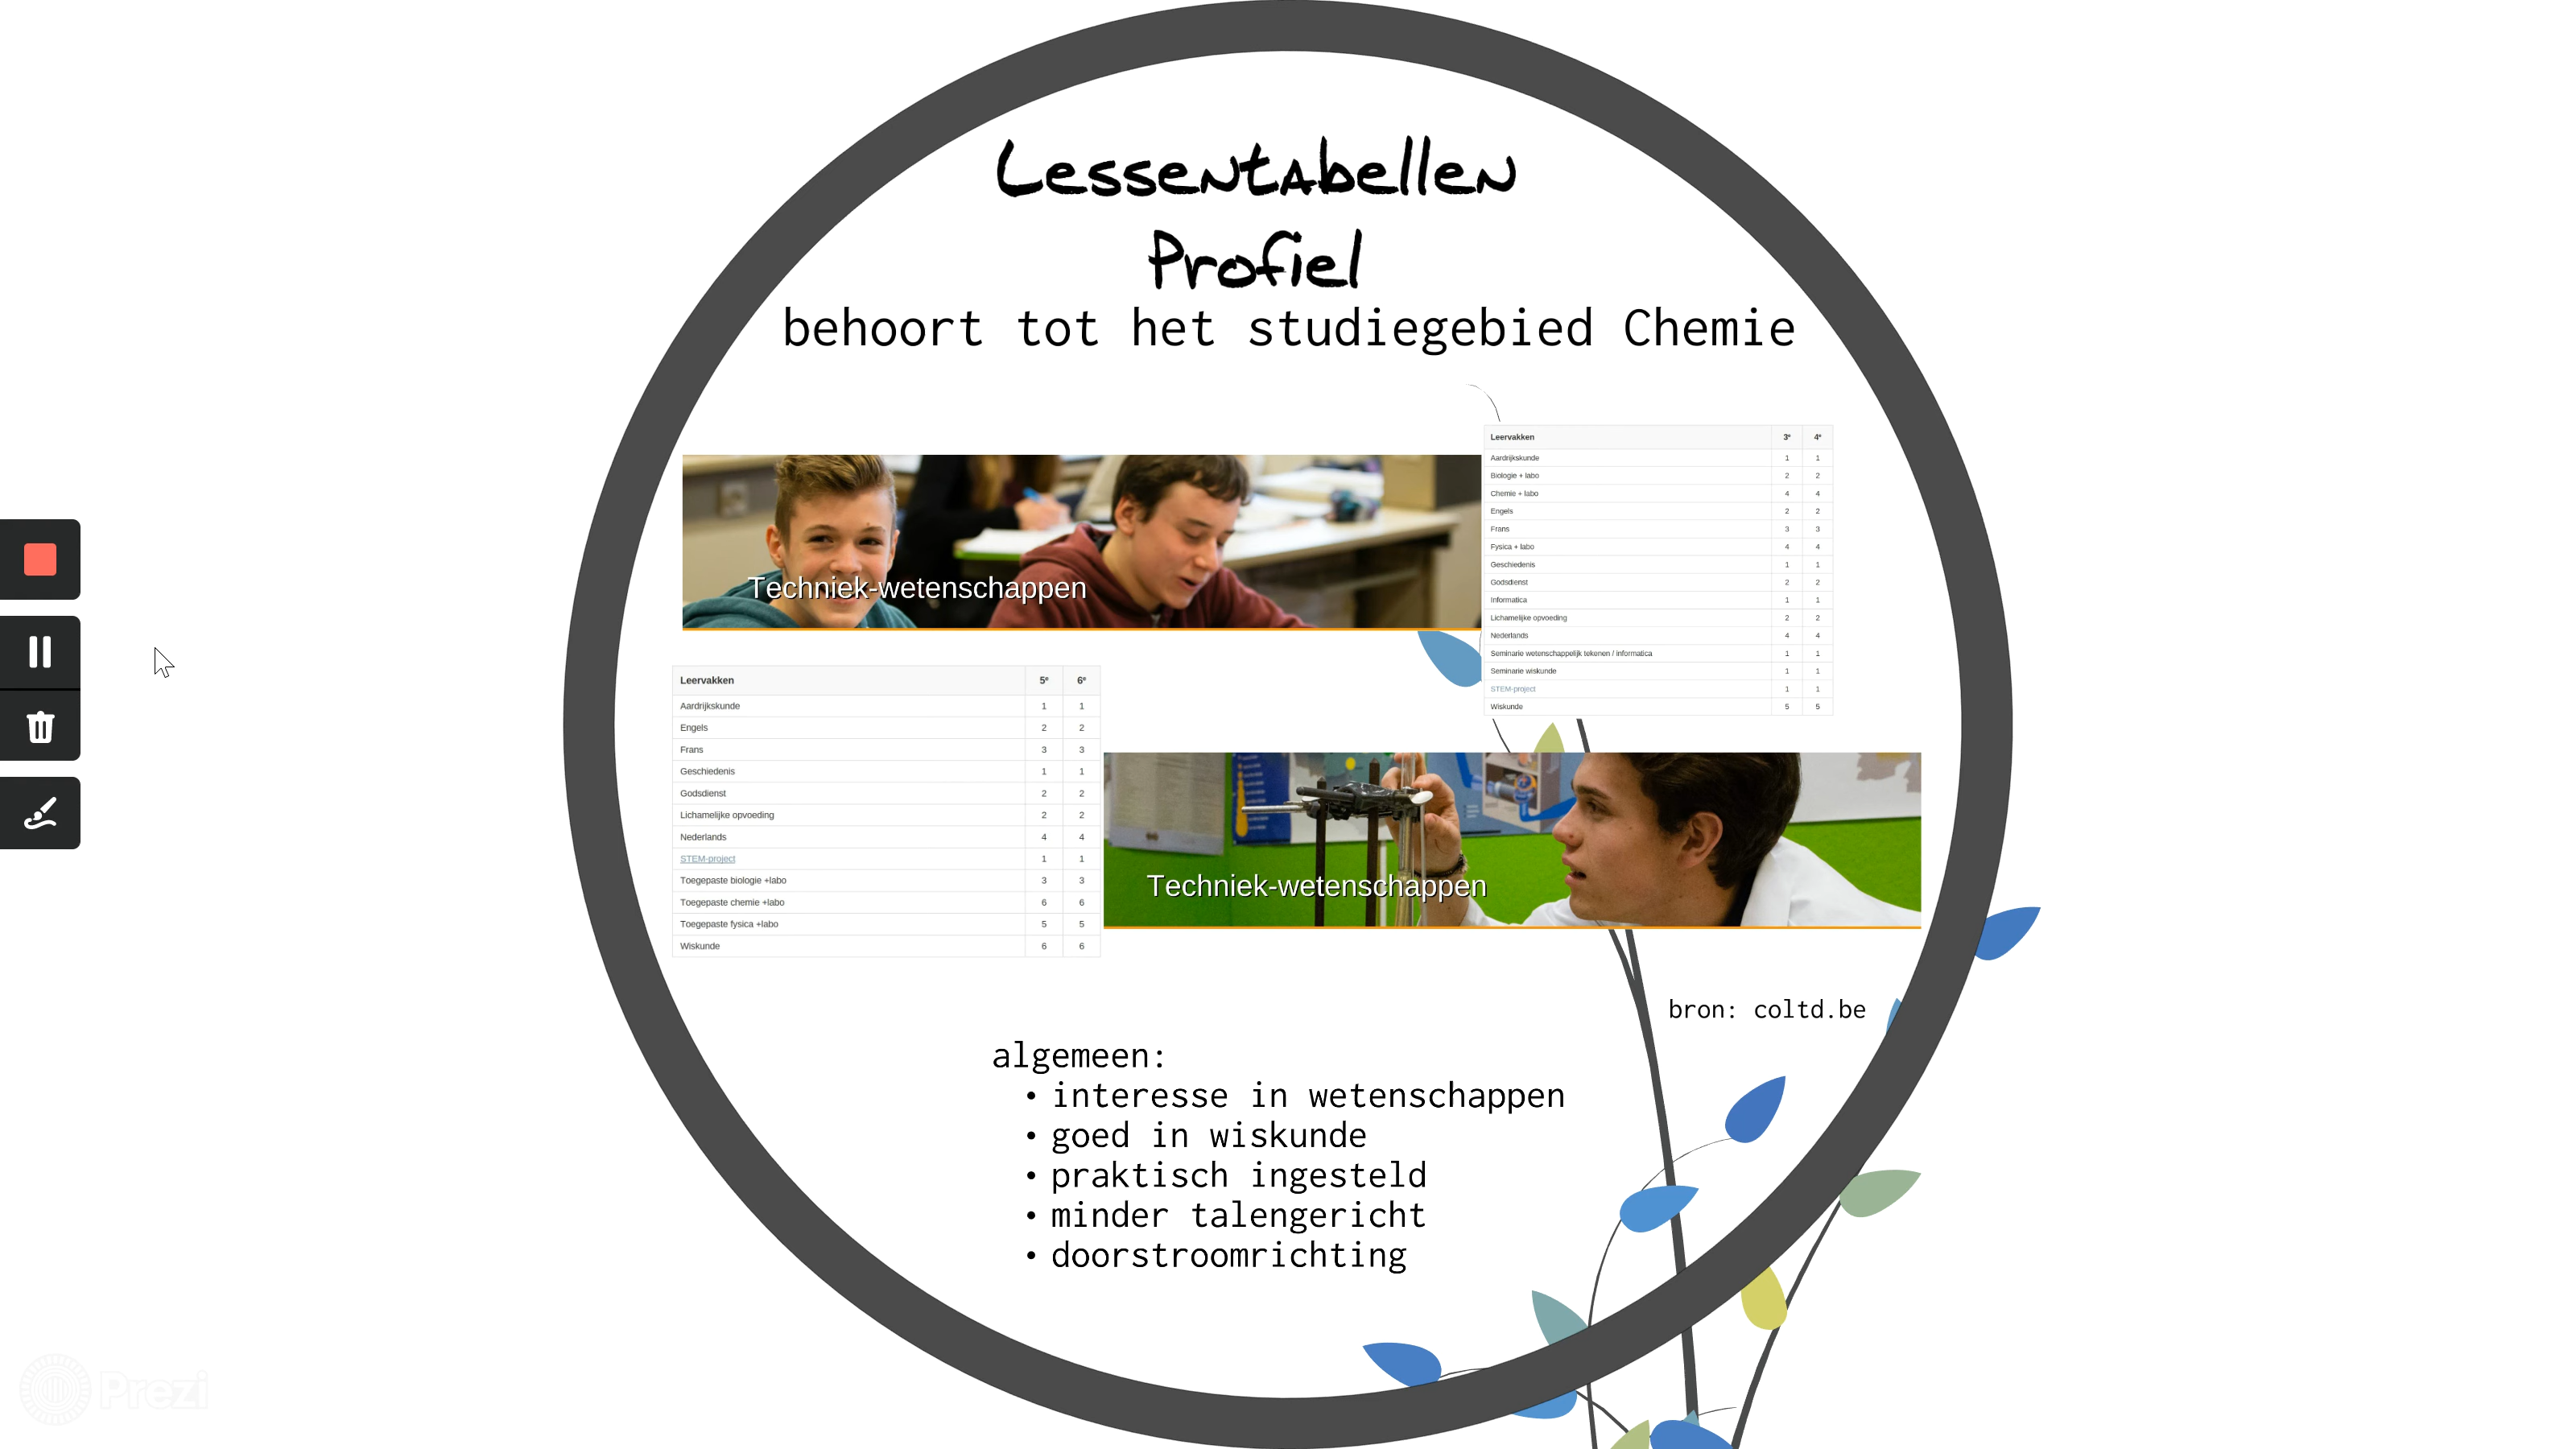 Lessentabellen
Profiel
behoort tot het studiegebied Chemie
Techniek-wetenschappen
Leervakken 3e 4e
Aardrijkskunde 1 1
Biologie + labo 2 2
Chemie + labo 4 4
Engels 2 2
Frans 3 3
Fysica + labo 4 4
Geschiedenis 1 1
Godsdienst 2 2
Informatica 1 1
Lichamelijke opvoeding 2 2
Nederlands 4 4
Seminarie wetenschappelijk tekenen / informatica 1 1
Seminarie wiskunde 1 1
STEM-project 1 1
Wiskunde 5 5
Leervakken 5e 6e
Aardrijkskunde 1 1
Engels 2 2
Frans 3 3
Geschiedenis 1 1
Godsdienst 2 2
Lichamelijke opvoeding 2 2
Nederlands 4 4
STEM-project 1 1
Toegepaste biologie +labo 3 3
Toegepaste chemie +labo 6 6
Toegepaste fysica +labo 5 5
Wiskunde 6 6
Techniek-wetenschappen
bron: coltd.be
algemeen:
• interesse in wetenschappen
• goed in wiskunde
• praktisch ingesteld
• minder talengericht
• doorstroomrichting
Prezi